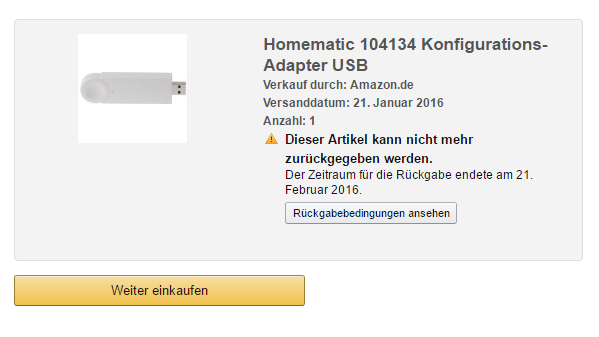 Homematic 104134 Konfigurations-
Adapter USB
Verkauf durch: Amazon.de
Versanddatum: 21. Januar 2016
Anzahl: 1
Dieser Artikel kann nicht mehr
zurückgegeben werden.
Der Zeitraum für die Rückgabe endete am 21.
Februar 2016.
Rückgabebedingungen ansehen
Weiter einkaufen